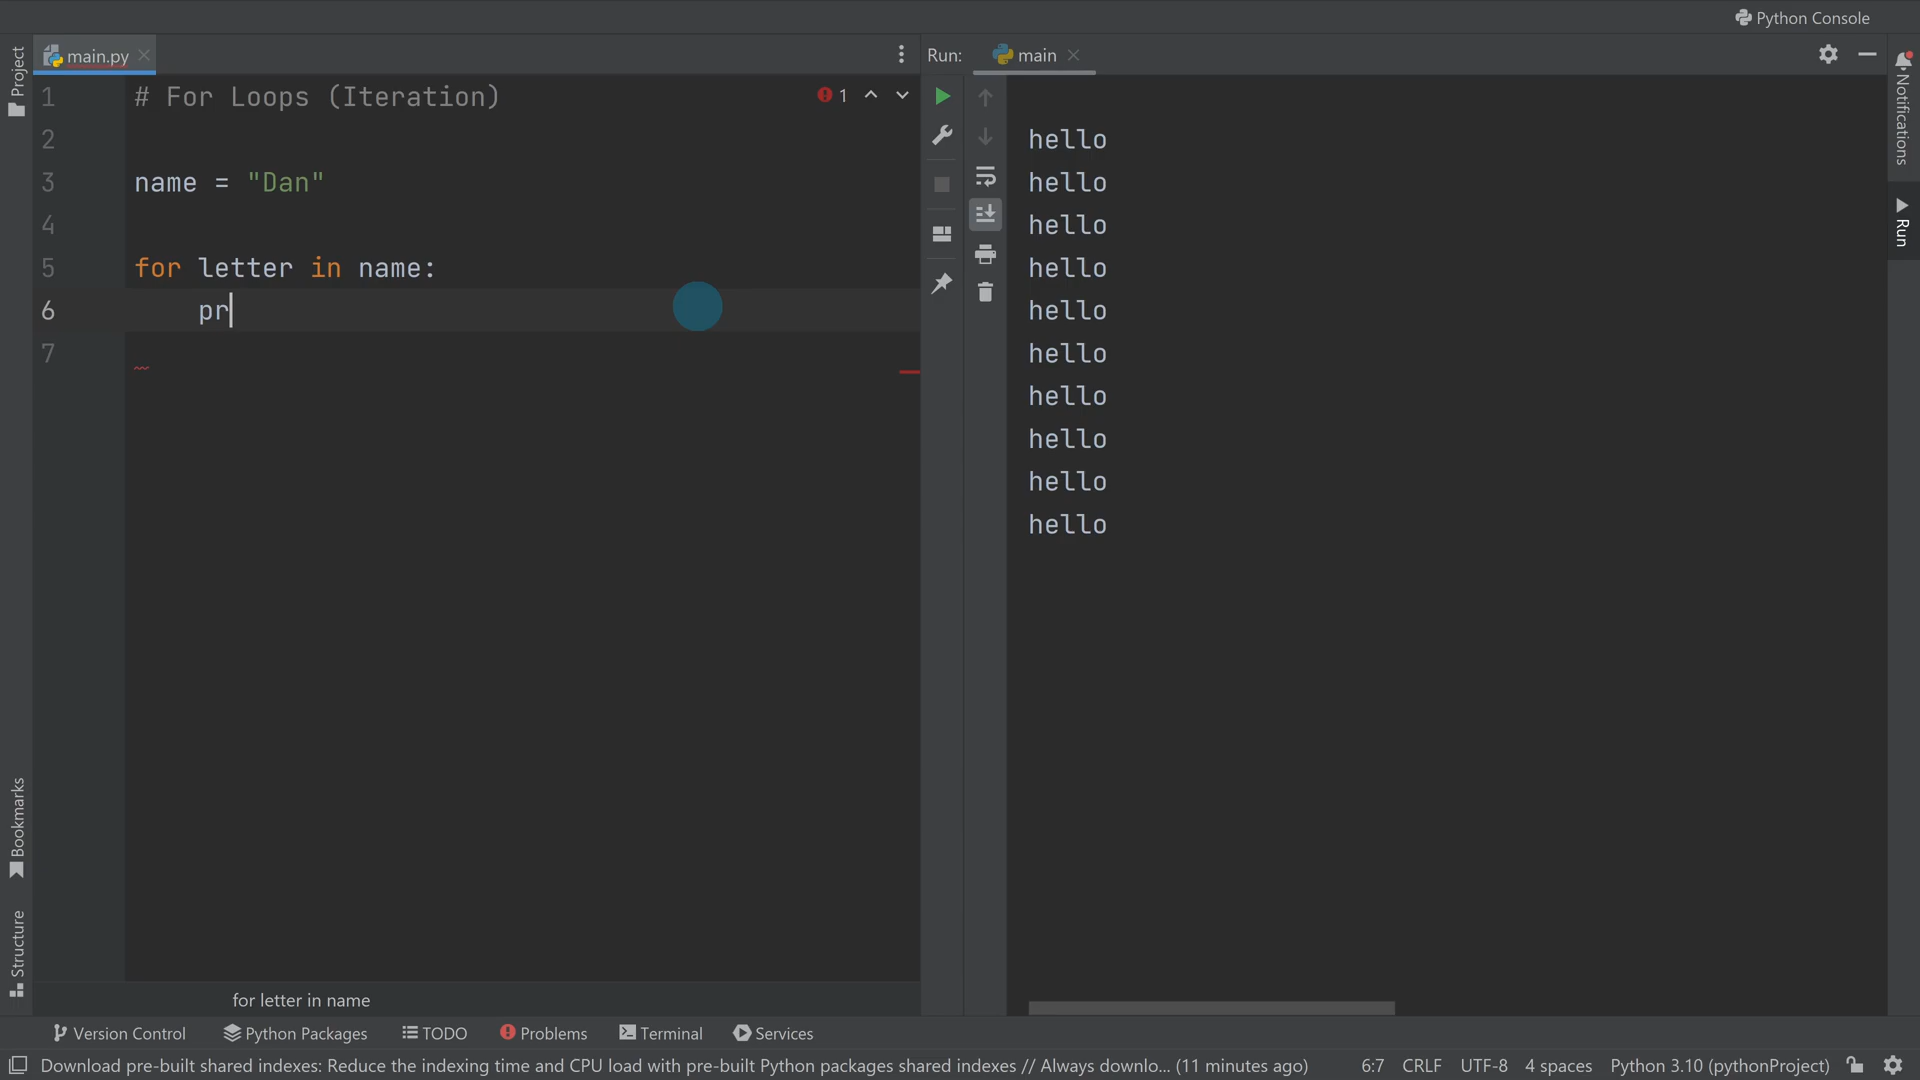 Python Console
Project
main.py
Run:
main
Notifications
Run
1 # For Loops (Iteration)
1
2
3 name = "Dan"
4
5 for letter in name:
6 pr
7
hello
hello
hello
hello
hello
hello
hello
hello
hello
hello
Bookmarks
Structure
for letter in name
Version Control Python Packages TODO Problems Terminal Services
Download pre-built shared indexes: Reduce the indexing time and CPU load with pre-built Python packages shared indexes // Always downlo... (11 minutes ago) 6:7 CRLF UTF-8 4 spaces Python 3.10 (pythonProject)